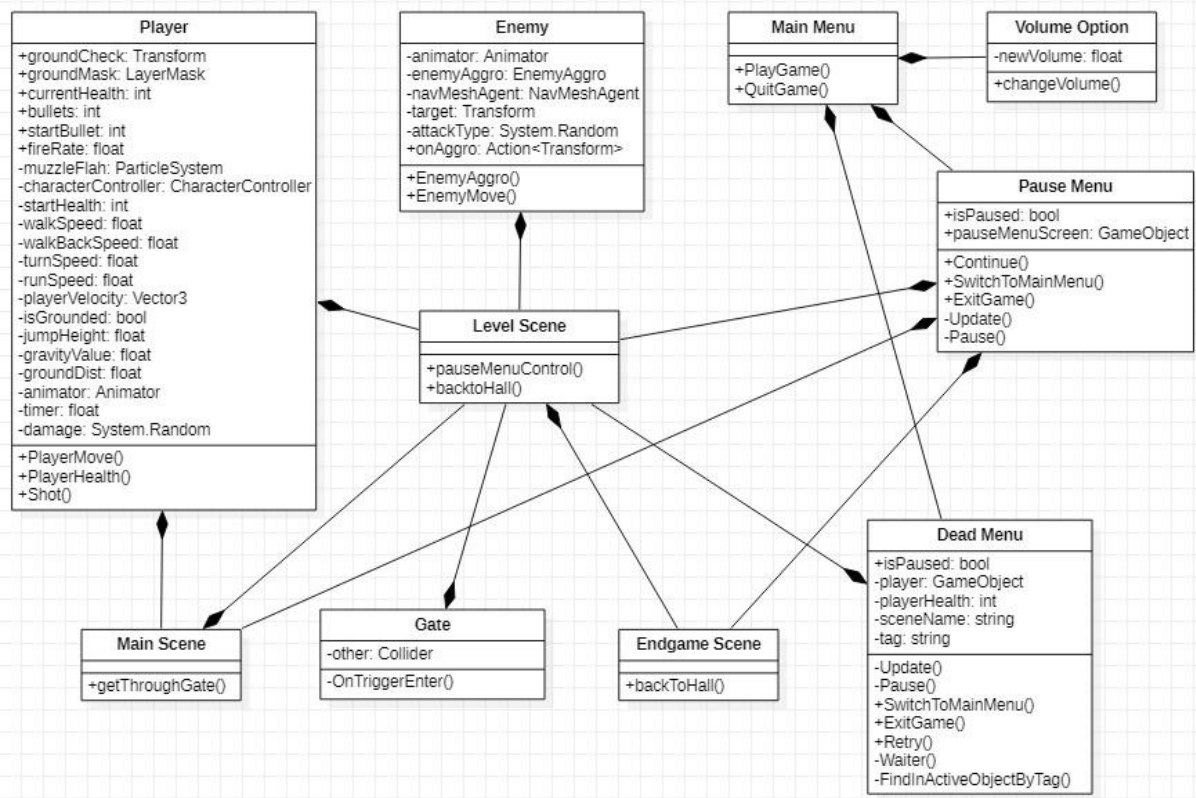 Player
+groundCheck: Transform
+groundMask: LayerMask
+currentHealth: int
+bullets: int
+startBullet: int
+fireRate: float
-muzzleFlah: ParticleSystem
-characterController: CharacterController
-startHealth: int
-walkSpeed: float
-walkBackSpeed: float
-turnSpeed: float
-runSpeed: float
-playerVelocity: Vector3
-isGrounded: bool
-jumpHeight: float
-gravityValue: float
-groundDist: float
-animator: Animator
-timer: float
-damage: System.Random
+PlayerMove()
+PlayerHealth()
+Shot()
Enemy
-animator: Animator
-enemyAggro: EnemyAggro
-navMeshAgent: NavMeshAgent
-target: Transform
-attackType: System.Random
+onAggro: Action<Transform>
+EnemyAggro()
+EnemyMove()
Main Menu
+PlayGame()
+QuitGame()
Volume Option
-newVolume: float
+changeVolume()
Pause Menu
+isPaused: bool
+pauseMenuScreen: GameObject
+Continue()
+SwitchToMainMenu()
+ExitGame()
-Update()
-Pause()
Level Scene
+pauseMenuControl()
+backtoHall()
Main Scene
+getThroughGate()
Gate
-other: Collider
-OnTriggerEnter()
Endgame Scene
+backToHall()
Dead Menu
+isPaused: bool
-player: GameObject
-playerHealth: int
-sceneName: string
-tag: string
-Update()
-Pause()
+SwitchToMainMenu()
+ExitGame()
+Retry()
-Waiter()
-FindInActiveObjectByTag()